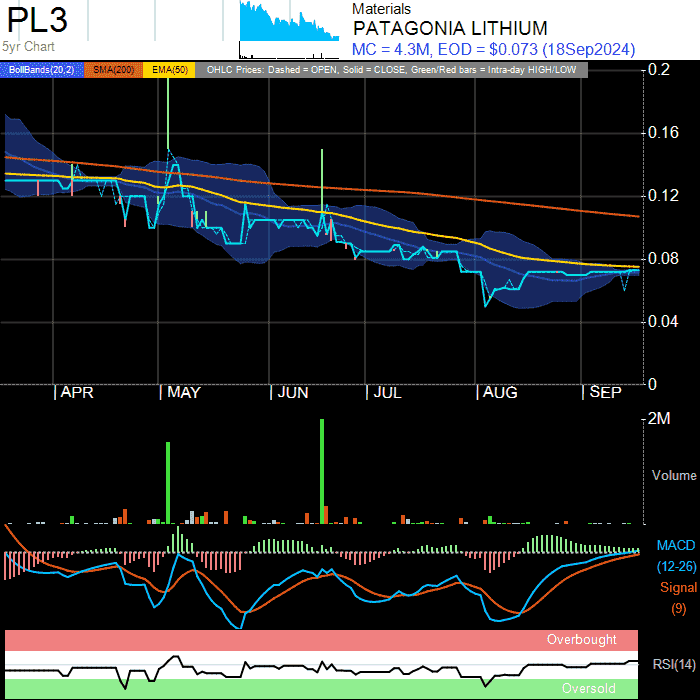 PL3
5yr Chart
Materials
PATAGONIA LITHIUM
MC = 4.3M, EOD = $0.073 (18Sep2024)
BollBands(20,2) SMA(200) EMA(50) OHLC Prices: Dashed = OPEN, Solid = CLOSE, Green/Red bars = Intra-day HIGH/LOW
0.2
0.16
0.12
0.08
0.04
0
APR MAY JUN JUL AUG SEP
2M
Volume
MACD
(12-26)
Signal
(9)
Overbought
RSI(14)
Oversold